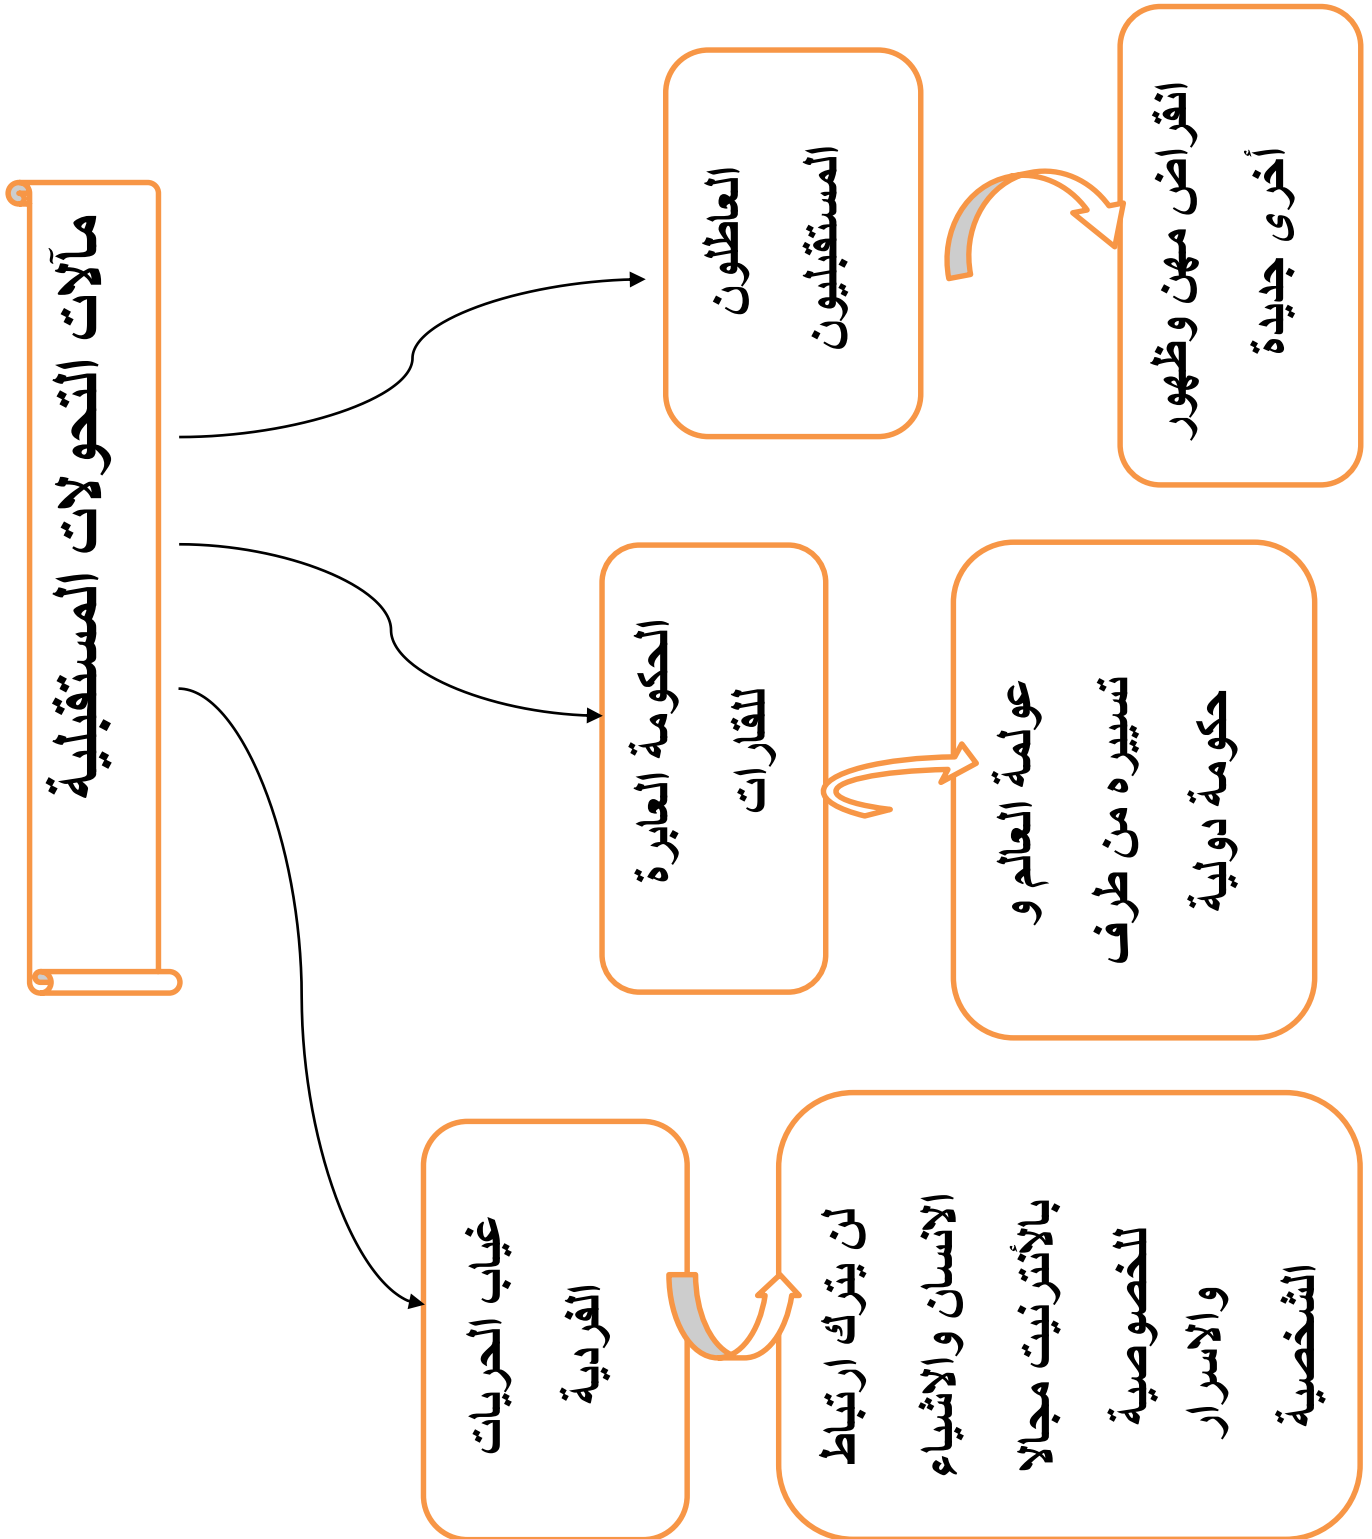 مآلات التحولات المستقبلية
العاطلون
المستقبليون
انقراض مهن وظهور
أخرى جديدة
الحكومة العابرة
للقارات
عولمة العالم و
تسييره من طرف
حكومة دولية
غياب الحريات
الفردية
لن يترك ارتباط
الانسان والاشياء
بالأنترنيت مجالا
للخصوصية
والاسرار
الشخصية